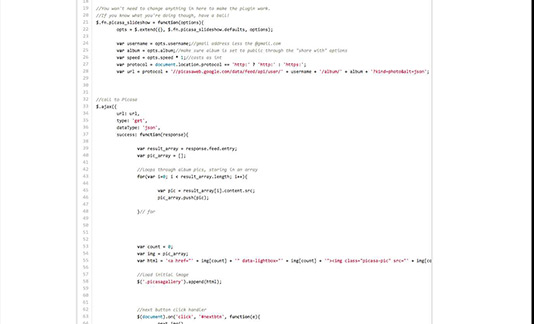 19 //You won't need to change anything in here to make the plugin work.
20 //If you know what you're doing though, have a ball!
21 $.fn.picasa_slideshow = function(options){
22 opts = $.extend({}, $.fn.picasa_slideshow.defaults, options);
23
24 var username = opts.username;//gmail address less the @gmail.com
25 var album = opts.album;//make sure album is set to public through the "share with" options
26 var speed = opts.speed * 1;//casts as int
27 var protocol = document.location.protocol == 'http:' ? 'http:' : 'https:';
28 var url = protocol + '//picasaweb.google.com/data/feed/api/user/' + username + '/album/' + album + '?kind=photo&alt=json';
29
30
31
32 //call to Picasa
33 $.ajax({
34 url: url,
35 type: 'get',
36 dataType: 'json',
37 success: function(response){
38
39 var result_array = response.feed.entry;
40 var pic_array = [];
41
42 //loops through album pics, storing in an array
43 for(var i=0; i < result_array.length; i++){
44
45 var pic = result_array[i].content.src;
46 pic_array.push(pic);
47
48 }// for
49
50
51
52
53 var count = 0;
54 var img = pic_array;
55 var html = '<a href="' + img[count] + '" data-lightbox="' + img[count] + '"><img class="picasa-pic" src="' + img[co
56
57 //load initial image
58 $('.picasagallery').append(html);
59
60
61
62 //next button click handler
63 $(document).on('click', '#nextbtn', function(e){